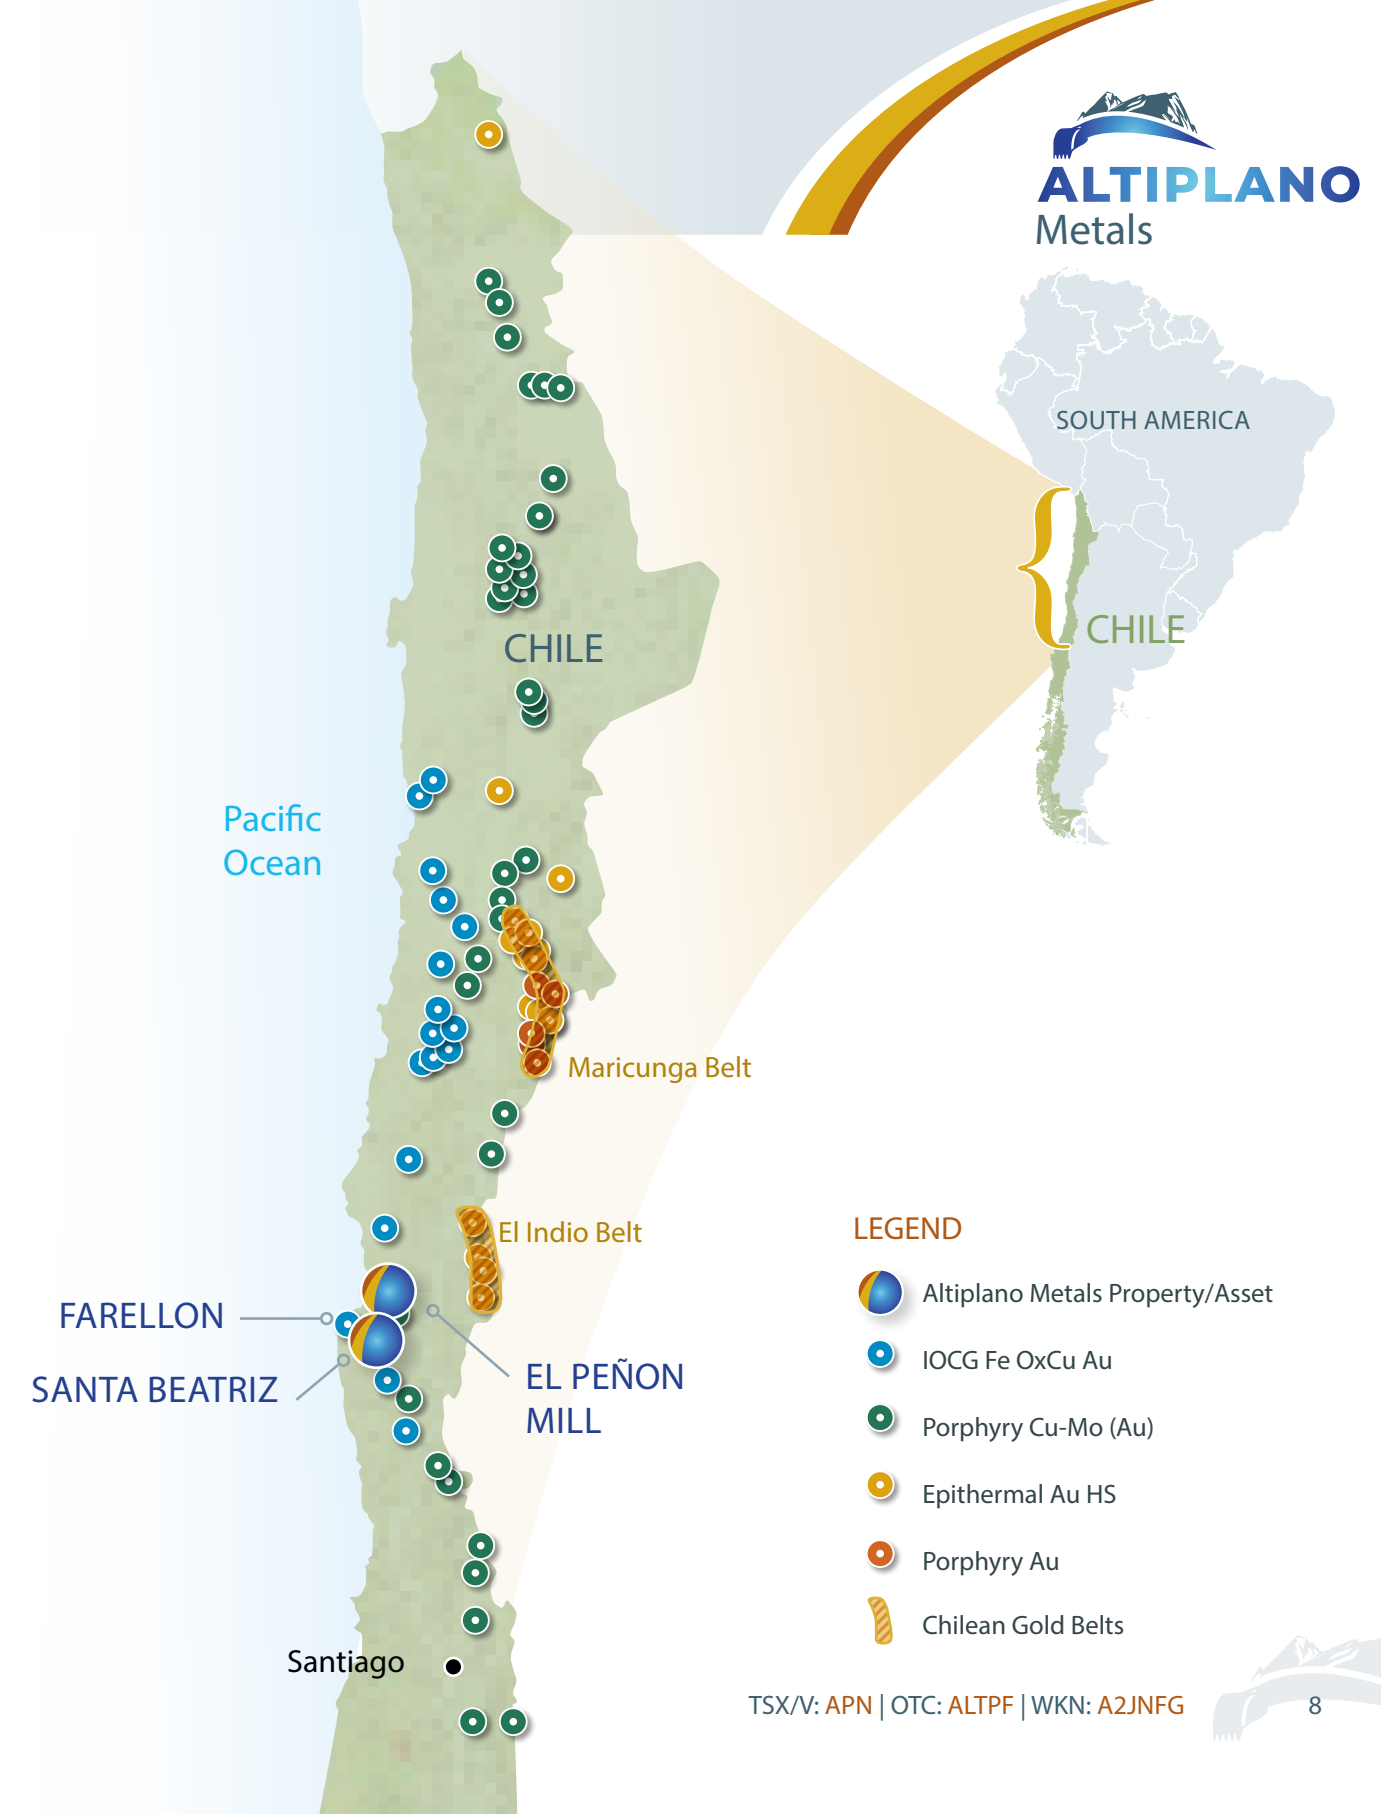 ALTIPLANO
Metals
SOUTH AMERICA
CHILE
CHILE
Pacific
Ocean
Maricunga Belt
El Indio Belt
FARELLON
SANTA BEATRIZ
EL PEÑON
MILL
Santiago
LEGEND
Altiplano Metals Property/Asset
IOCG Fe OxCu Au
Porphyry Cu-Mo (Au)
Epithermal Au HS
Porphyry Au
Chilean Gold Belts
TSX/V: APN | OTC: ALTPF | WKN: A2JNFG
8